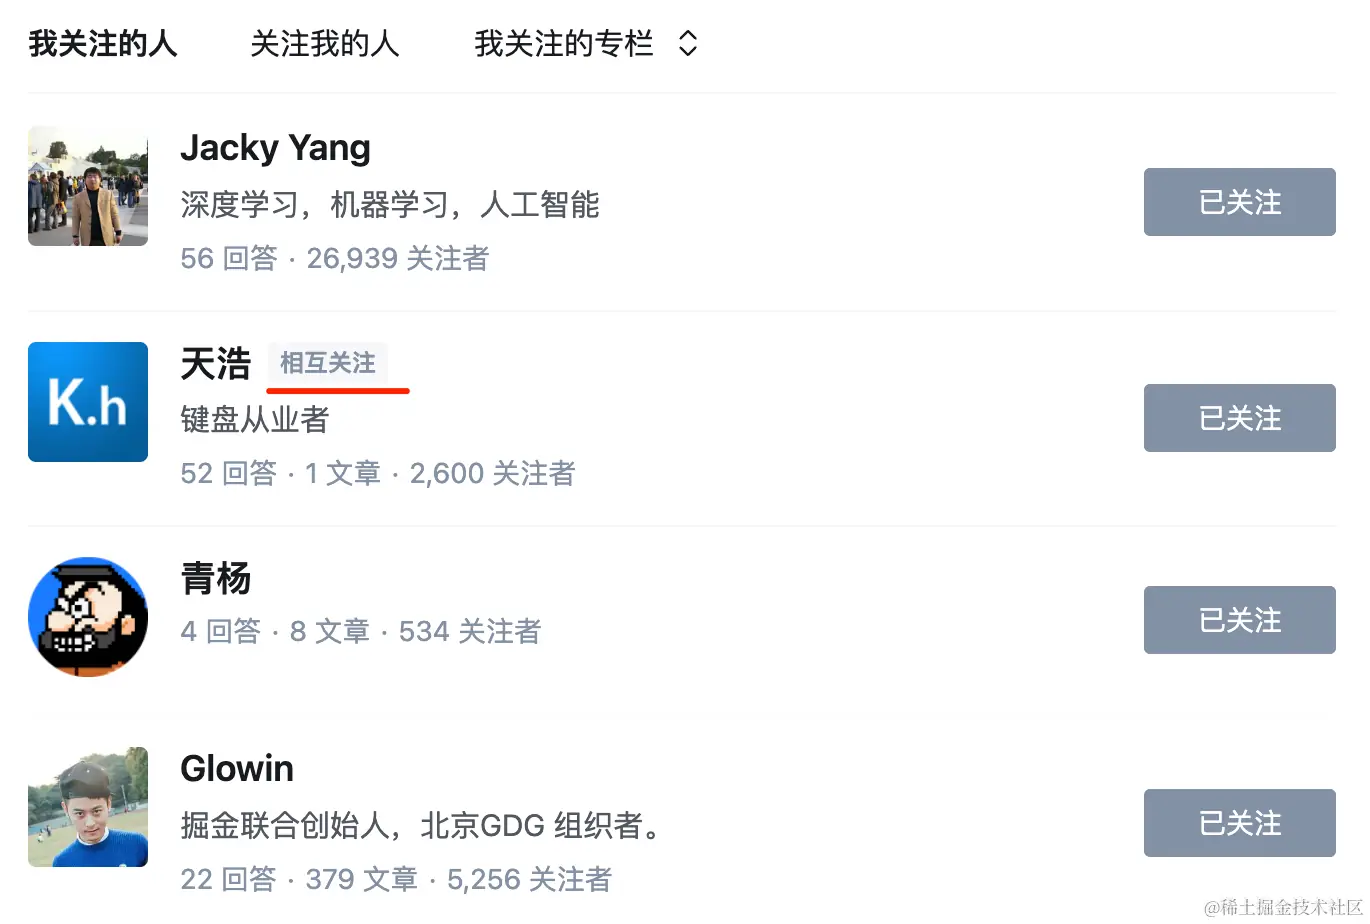 我关注的人 关注我的人 我关注的专栏
Jacky Yang
深度学习，机器学习，人工智能
56 回答 · 26,939 关注者
已关注
K.h
天浩 相互关注
键盘从业者
52 回答 · 1 文章 · 2,600 关注者
已关注
青杨
4 回答 · 8 文章 · 534 关注者
已关注
Glowin
掘金联合创始人，北京GDG 组织者。
22 回答 · 379 文章 · 5,256 关注者
已关注
@稀土掘金技术社区